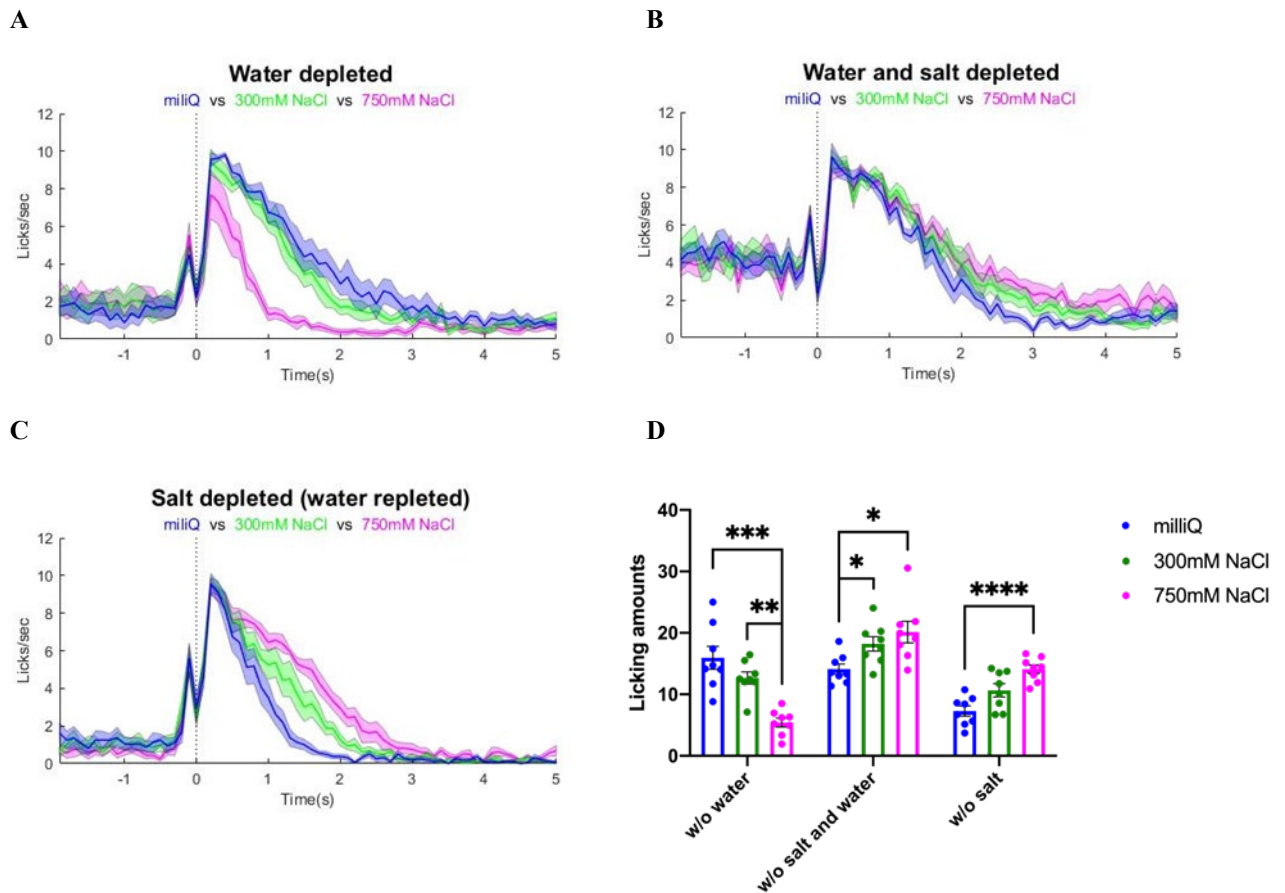 A
Water depleted
miliQ vs 300mM NaCl vs 750mM NaCl
12
10
8
6
4
2
0
Licks/sec
-1 0 1 2 3 4 5
Time(s)
B
Water and salt depleted
miliQ vs 300mM NaCl vs 750mM NaCl
12
10
8
6
4
2
0
Licks/sec
-1 0 1 2 3 4 5
Time(s)
C
Salt depleted (water repleted)
miliQ vs 300mM NaCl vs 750mM NaCl
12
10
8
6
4
2
0
Licks/sec
-1 0 1 2 3 4 5
Time(s)
D
40
30
20
10
0
Licking amounts
***
**
*
*
****
w/o water
w/o salt and water
w/o salt
milliQ
300mM NaCl
750mM NaCl